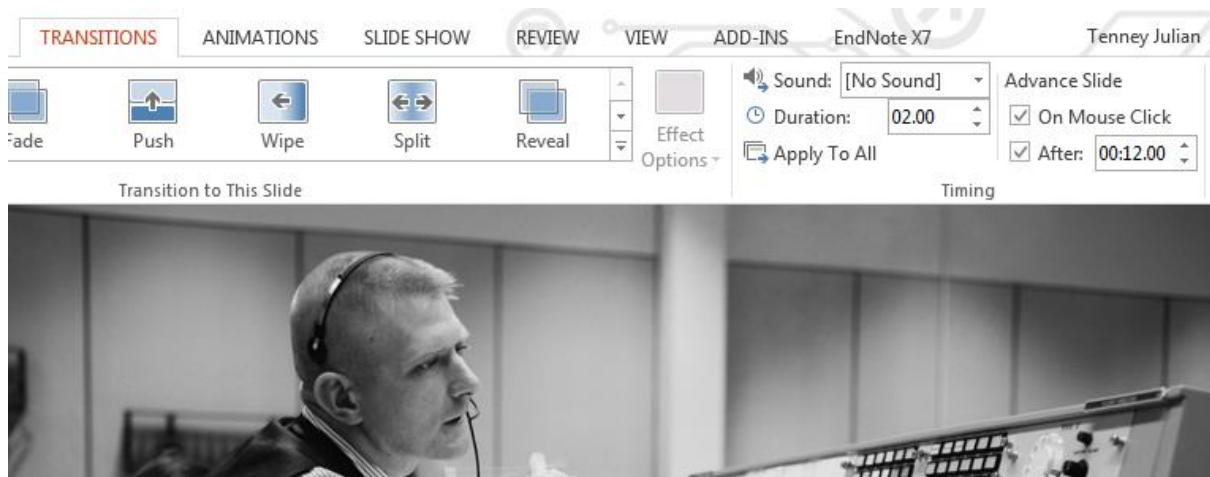 TRANSITIONS ANIMATIONS SLIDE SHOW REVIEW VIEW ADD-INS EndNote X7 Tenney Julian
Sound: [No Sound] Advance Slide
Duration: 02.00 On Mouse Click
Fade Push Wipe Split Reveal Effect Options
Apply To All After: 00:12.00
Transition to This Slide Timing